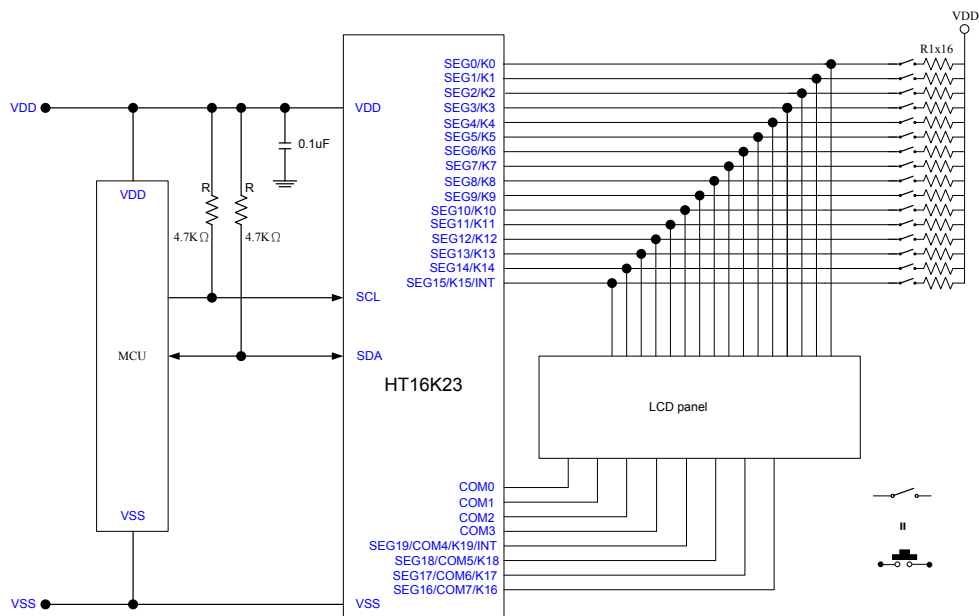 VDD
R1x16
SEG0/K0
SEG1/K1
SEG2/K2
SEG3/K3
SEG4/K4
SEG5/K5
SEG6/K6
SEG7/K7
SEG8/K8
SEG9/K9
SEG10/K10
SEG11/K11
SEG12/K12
SEG13/K13
SEG14/K14
SEG15/K15/INT
VDD
VDD
0.1uF
VDD
R
R
4.7KΩ
4.7KΩ
SCL
MCU
SDA
HT16K23
LCD panel
COM0
COM1
COM2
COM3
SEG19/COM4/K19/INT
SEG18/COM5/K18
SEG17/COM6/K17
SEG16/COM7/K16
VSS
VSS
VSS
=